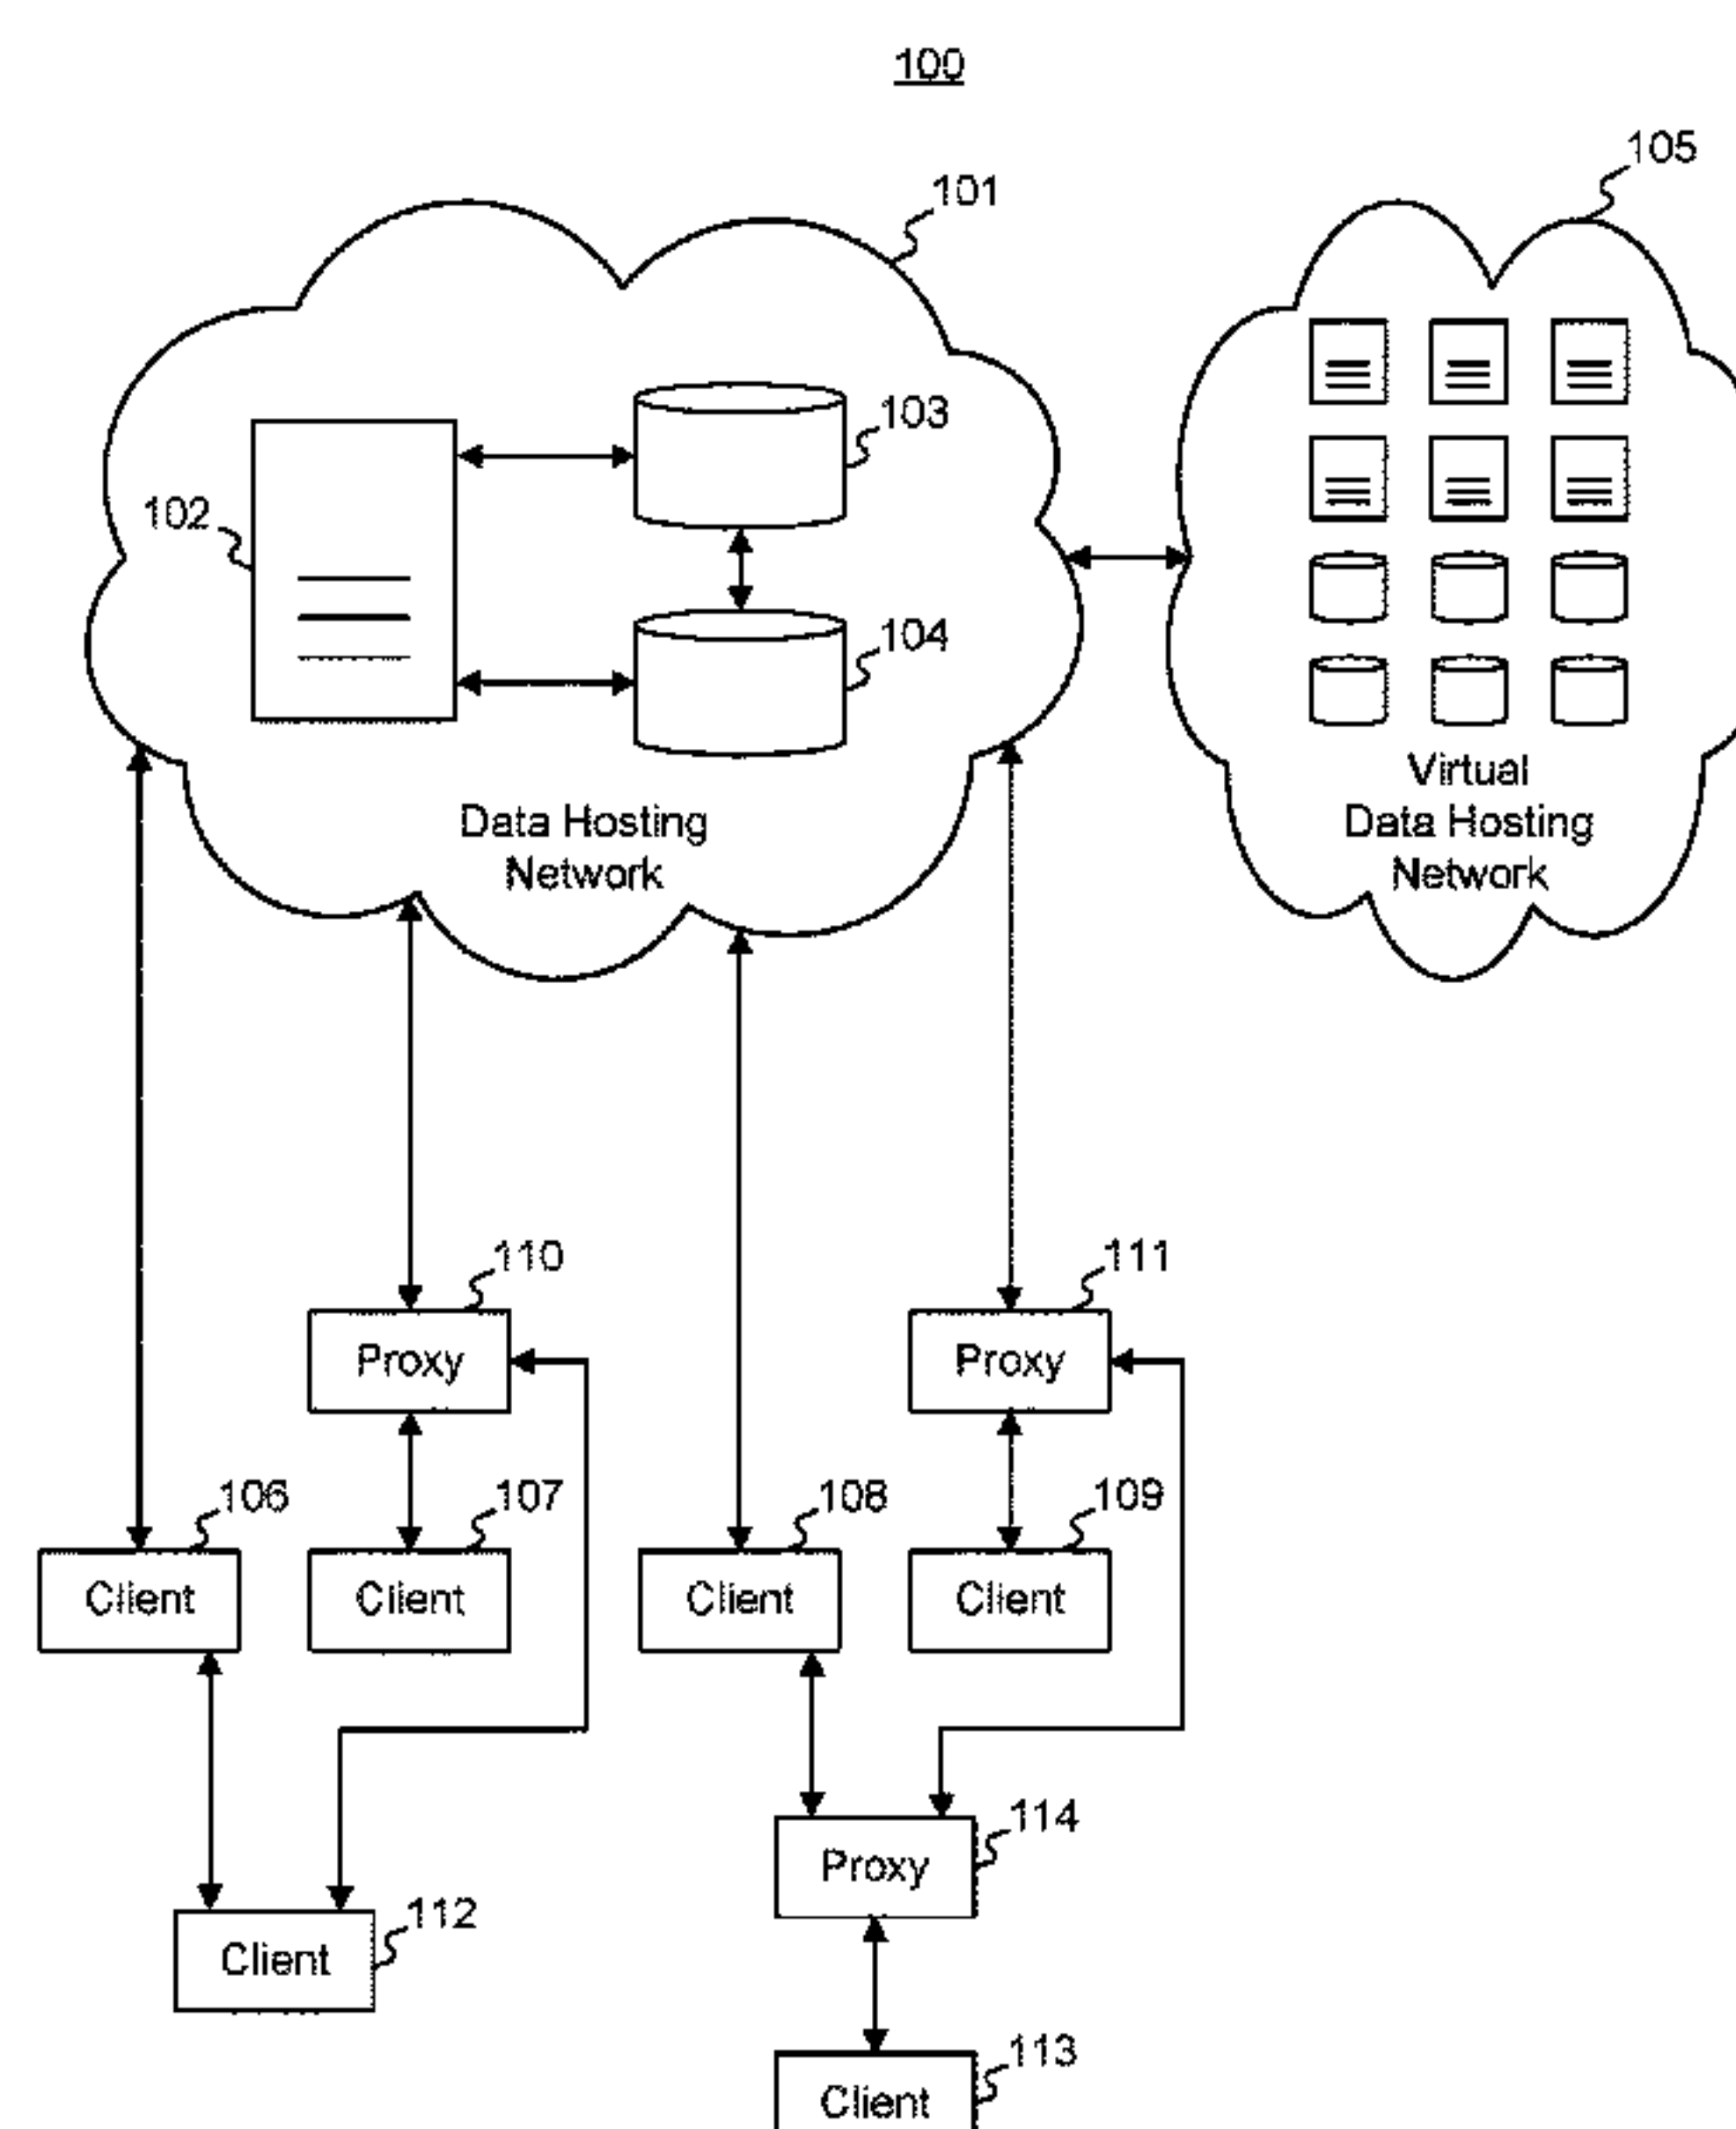 100
105
101
103
102
104
Virtual
Data Hosting
Network
Data Hosting
Network
110
111
Proxy
Proxy
106
107
108
109
Client
Client
Client
Client
114
Proxy
112
Client
113
Client